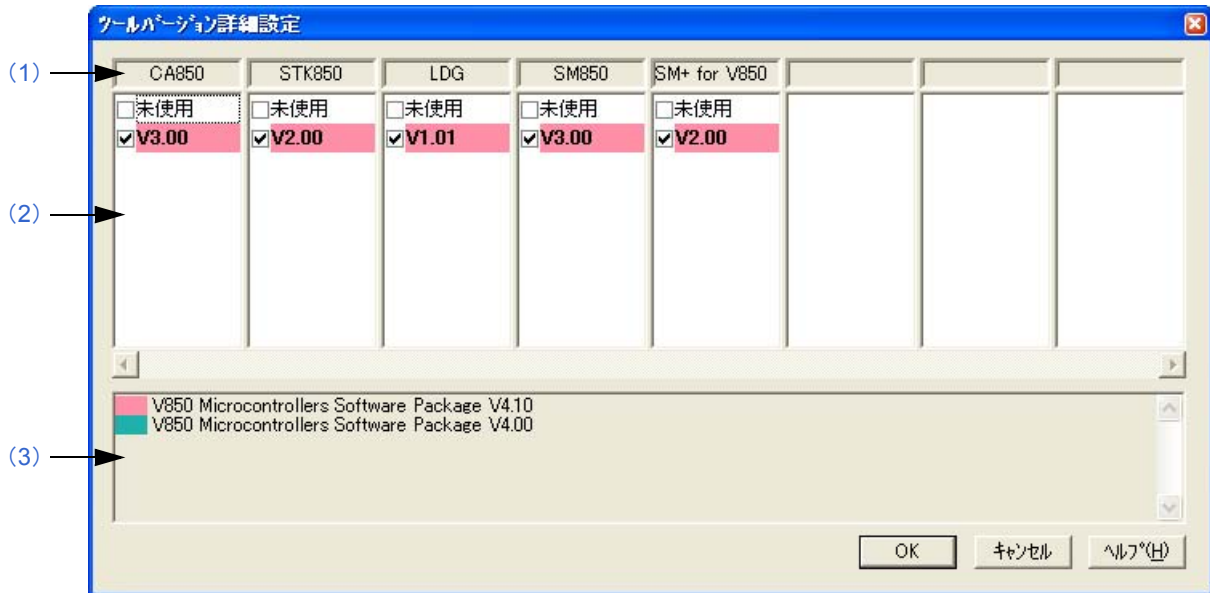 ツールバージョン詳細設定
(1) CA850 STK850 LDG SM850 SM+ for V850
未使用 未使用 未使用 未使用 未使用
V3.00 V2.00 V1.01 V3.00 V2.00
(2)
V850 Microcontrollers Software Package V4.10
V850 Microcontrollers Software Package V4.00
(3)
OK キャンセル ヘルプ(H)